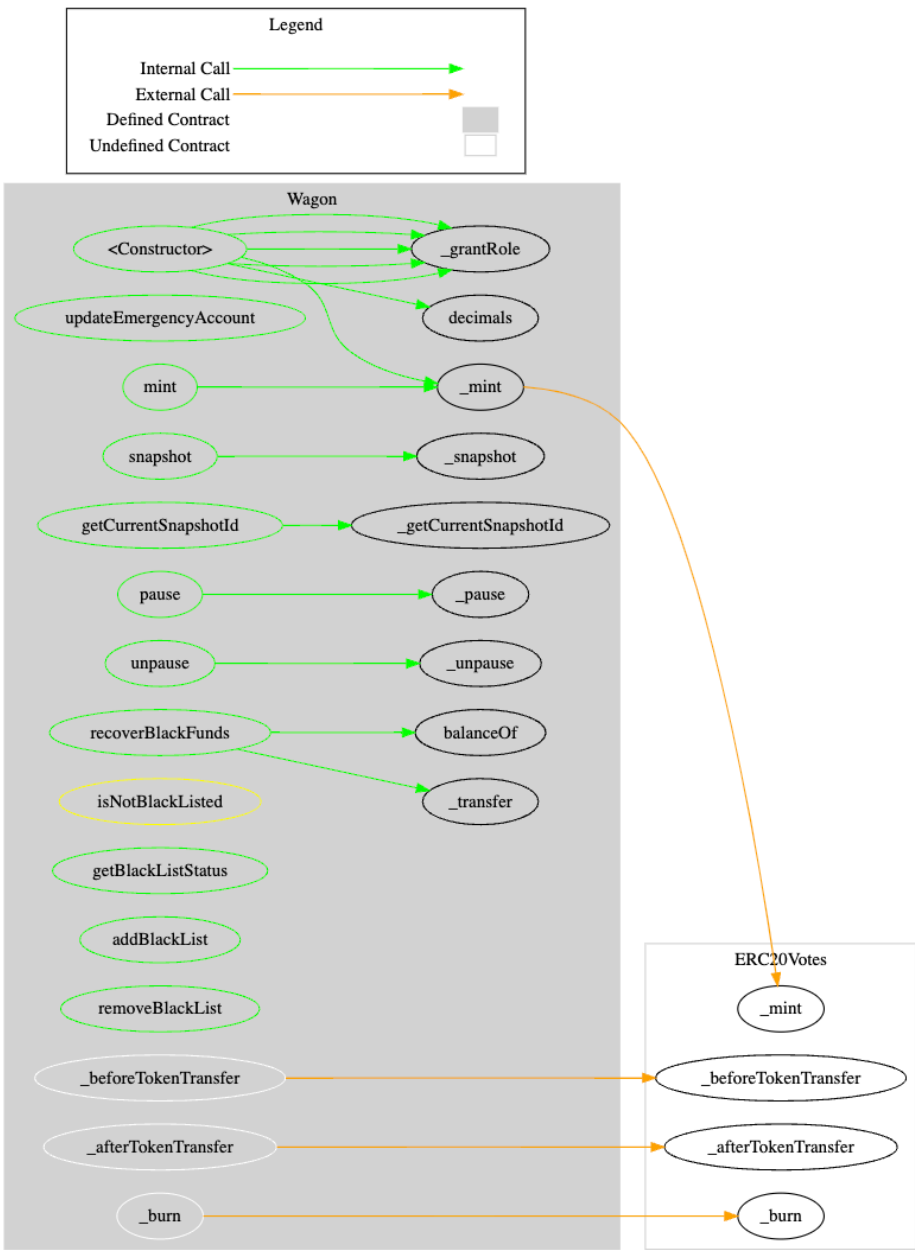 Legend
Internal Call
External Call
Defined Contract
Undefined Contract
Wagon
<Constructor> _grantRole
updateEmergencyAccount decimals
mint _mint
snapshot _snapshot
getCurrentSnapshotId _getCurrentSnapshotId
pause _pause
unpause _unpause
recoverBlackFunds balanceOf
isNotBlackListed _transfer
getBlackListStatus
addBlackList ERC20Votes
removeBlackList _mint
_beforeTokenTransfer _beforeTokenTransfer
_afterTokenTransfer _afterTokenTransfer
_burn _burn